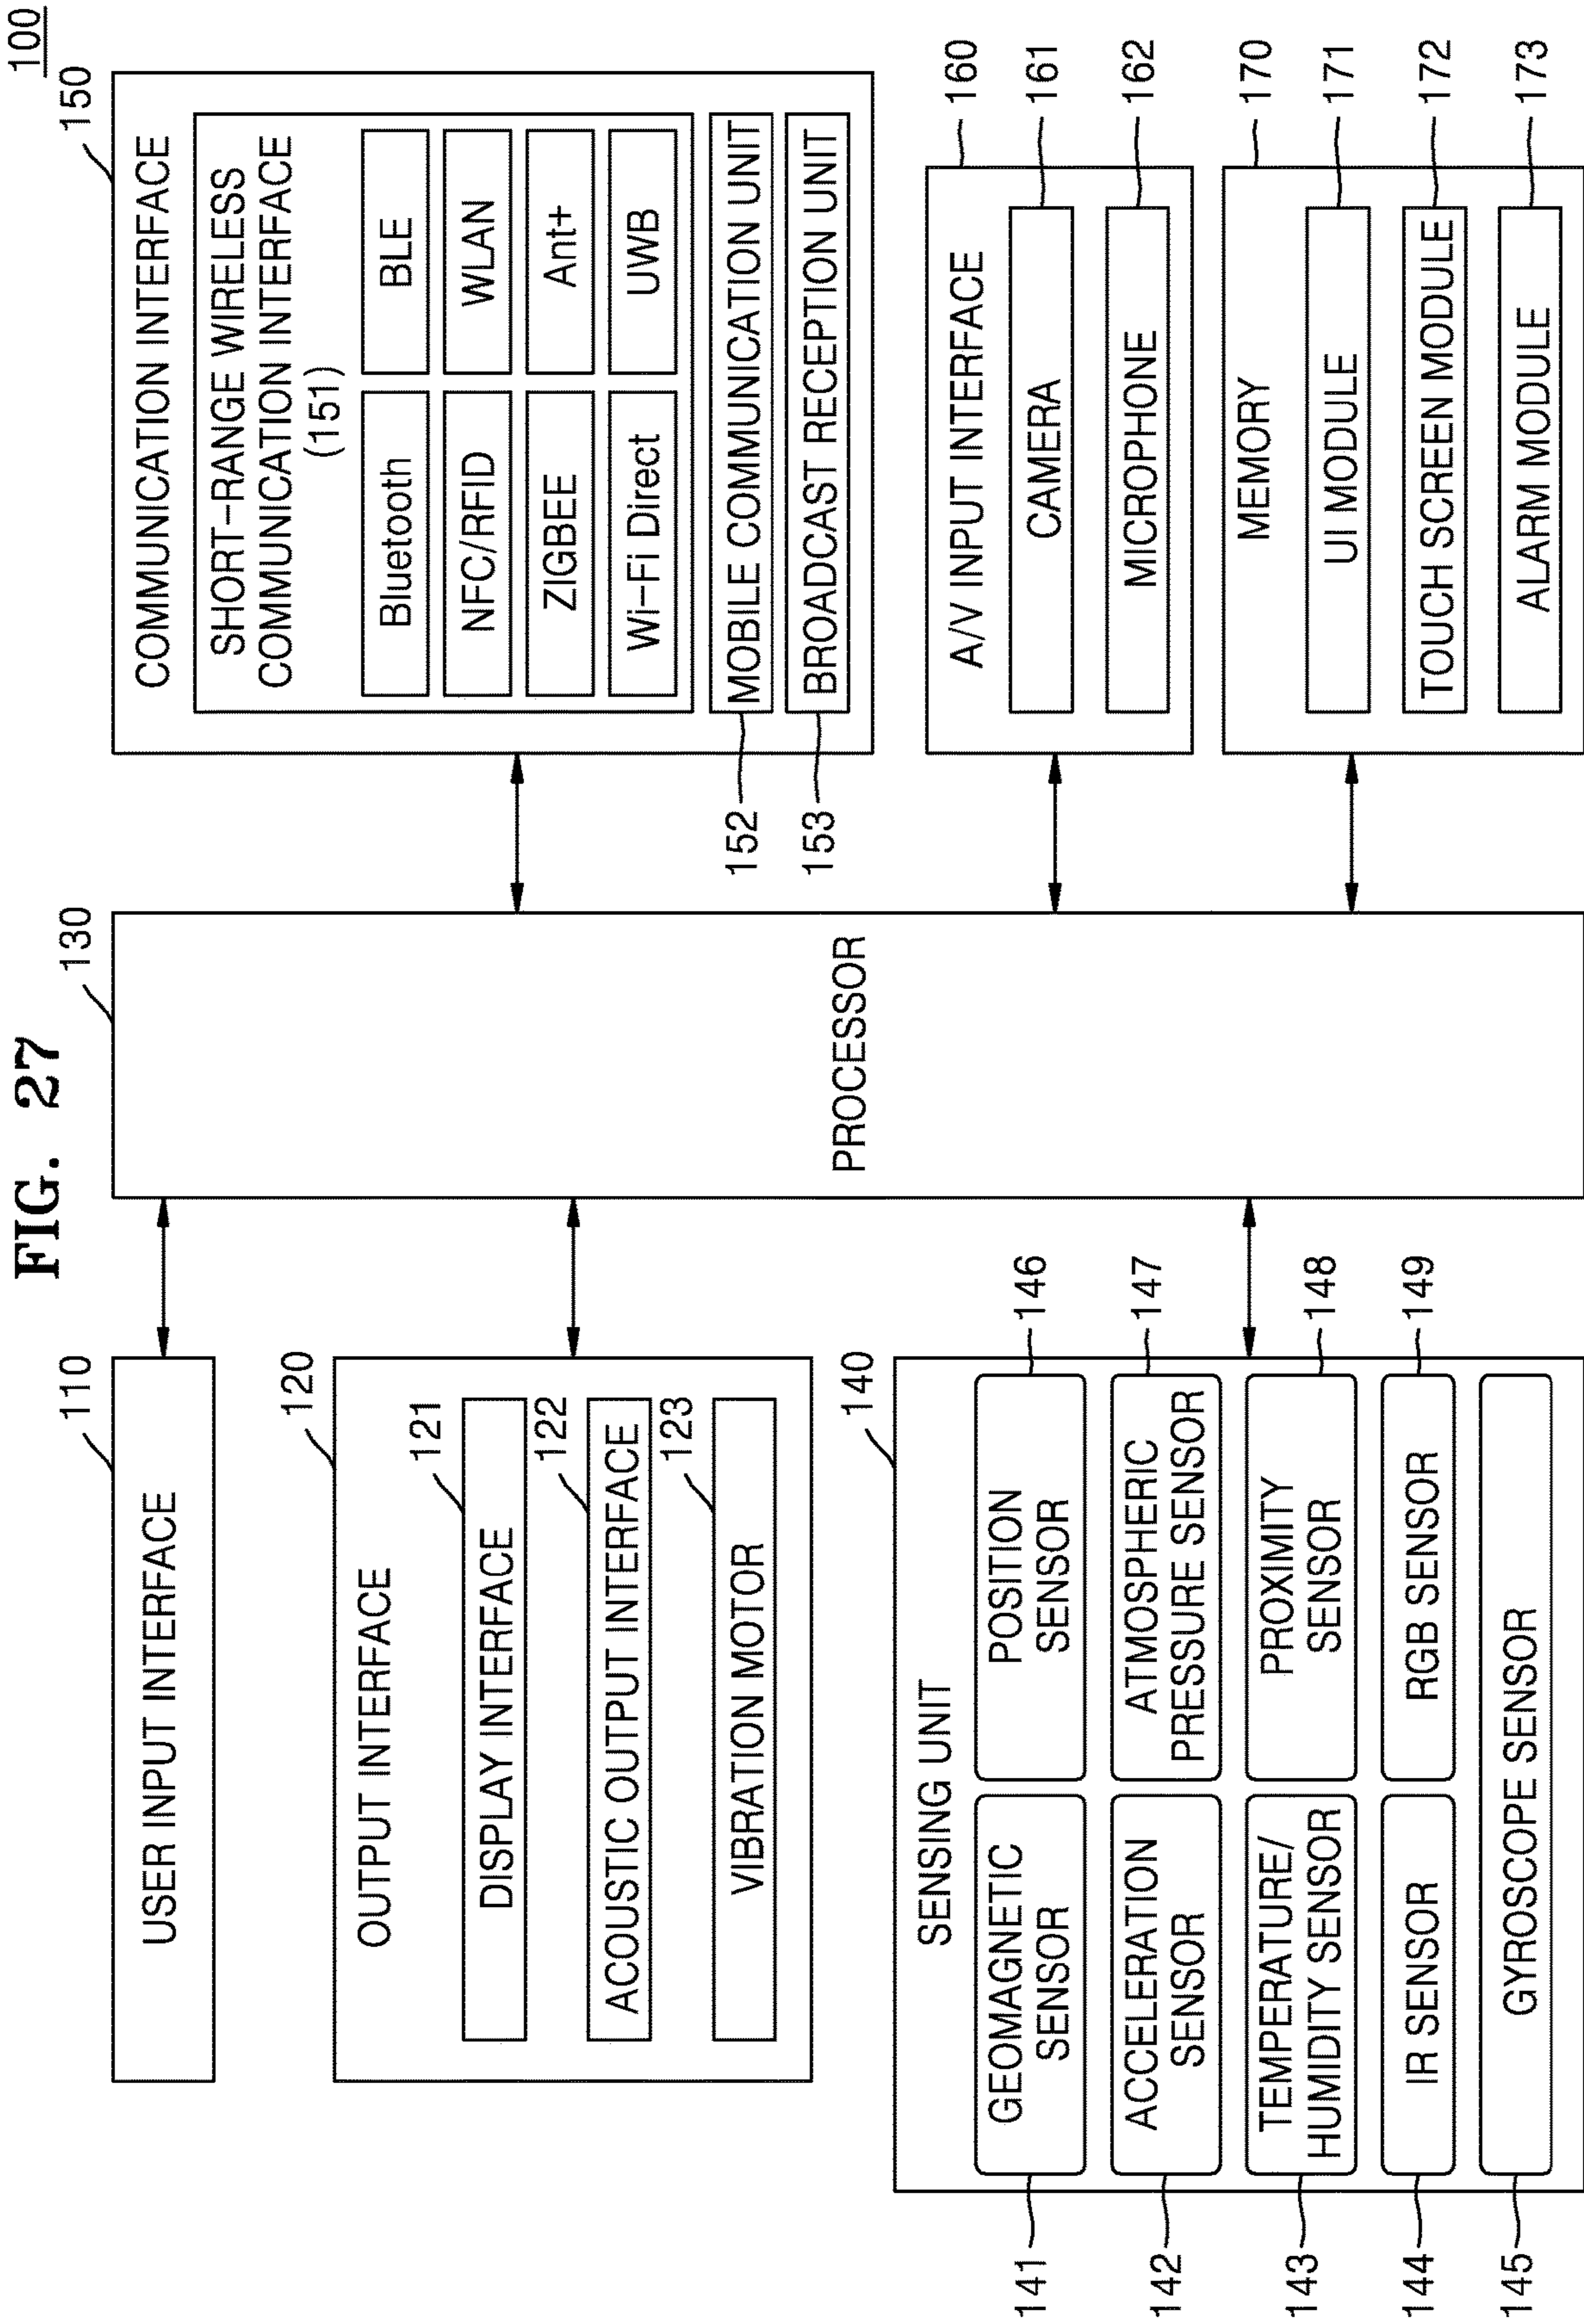 FIG. 27
100
110
USER INPUT INTERFACE
120
OUTPUT INTERFACE
121
DISPLAY INTERFACE
122
ACOUSTIC OUTPUT INTERFACE
123
VIBRATION MOTOR
140
SENSING UNIT
141
GEOMAGNETIC
SENSOR
POSITION
SENSOR
146
142
ACCELERATION
SENSOR
ATMOSPHERIC
PRESSURE SENSOR
147
143
TEMPERATURE/
HUMIDITY SENSOR
PROXIMITY
SENSOR
148
144
IR SENSOR
RGB SENSOR
149
145
GYROSCOPE SENSOR
130
PROCESSOR
150
COMMUNICATION INTERFACE
SHORT-RANGE WIRELESS
COMMUNICATION INTERFACE
(151)
Bluetooth
BLE
NFC/RFID
WLAN
ZIGBEE
Ant+
Wi-Fi Direct
UWB
152
MOBILE COMMUNICATION UNIT
153
BROADCAST RECEPTION UNIT
160
A/V INPUT INTERFACE
CAMERA
161
MICROPHONE
162
170
MEMORY
UI MODULE
171
TOUCH SCREEN MODULE
172
ALARM MODULE
173